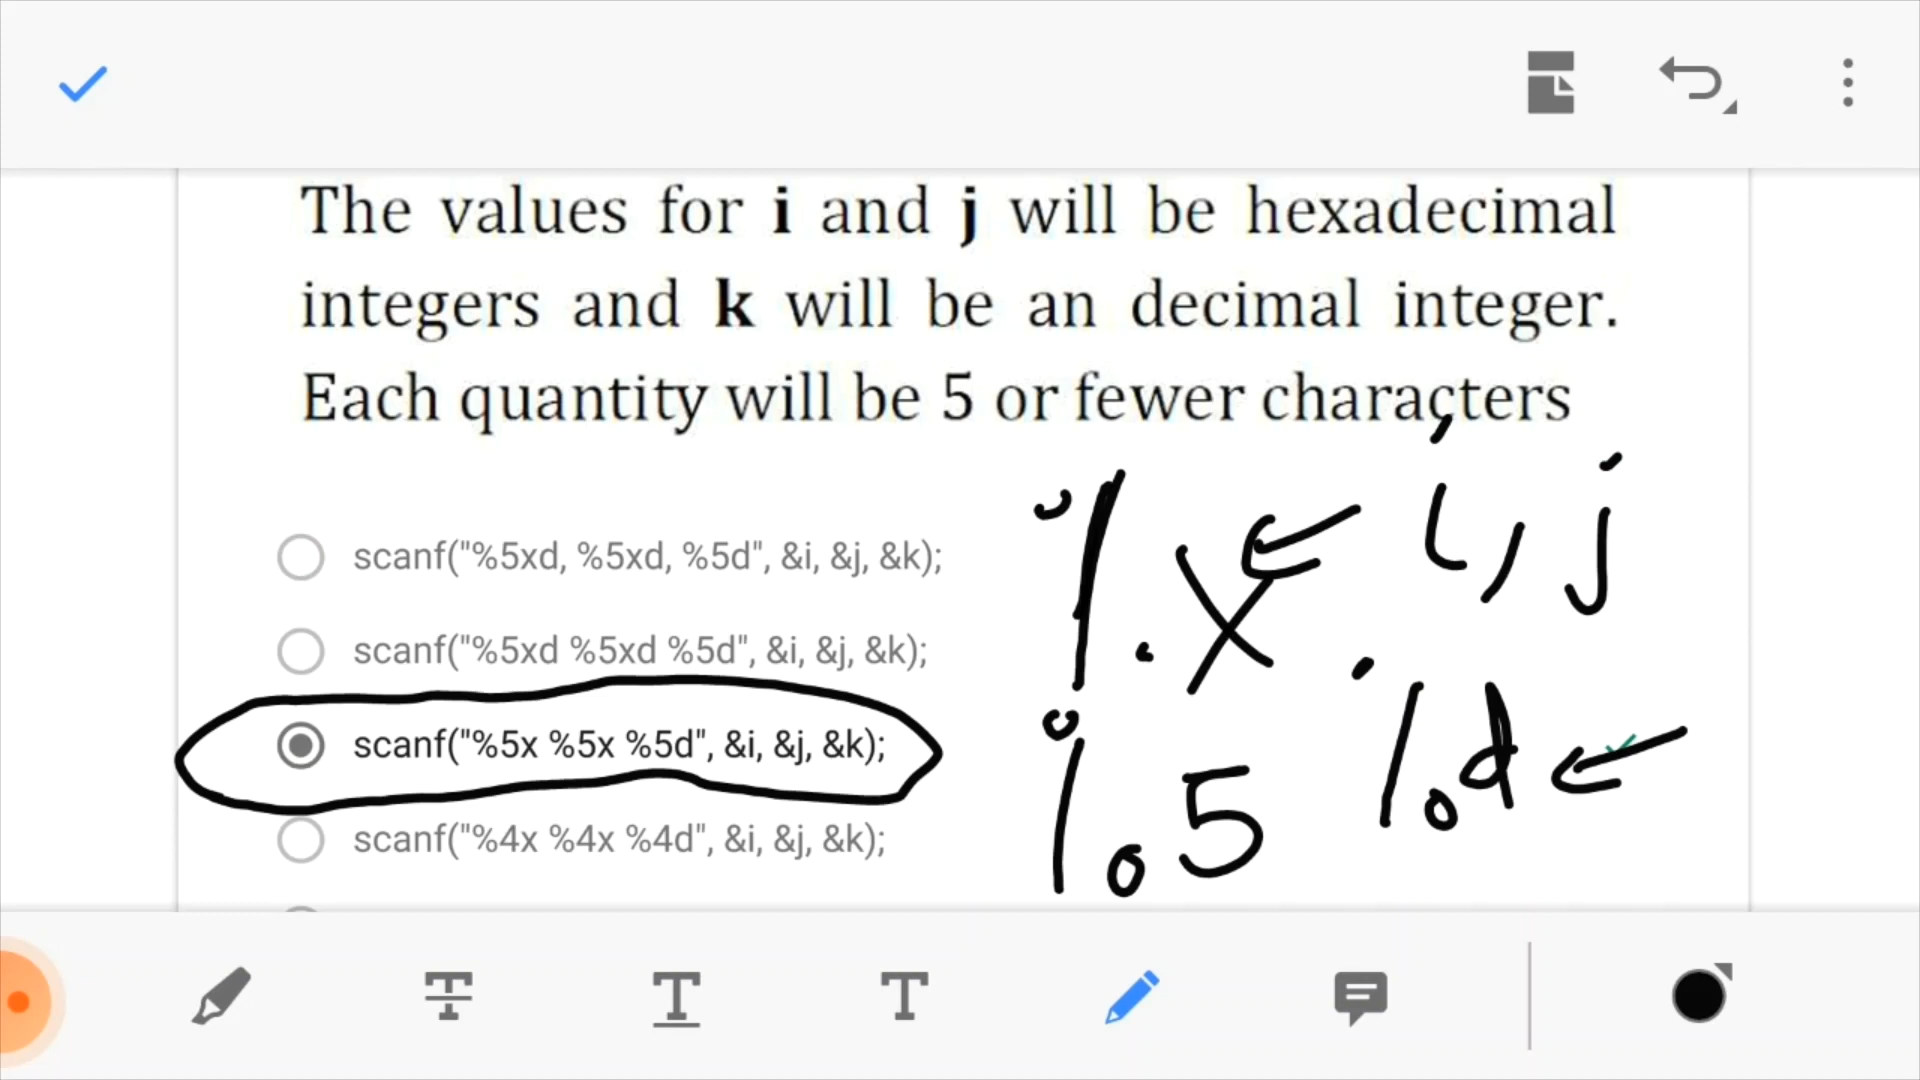 The values for i and j will be hexadecimal
integers and k will be an decimal integer.
Each quantity will be 5 or fewer characters
scanf("%5xd, %5xd, %5d", &i, &j, &k);
scanf("%5xd %5xd %5d", &i, &j, &k);
scanf("%5x %5x %5d", &i, &j, &k);
scanf("%4x %4x %4d", &i, &j, &k);
%x ← i, j
%d ←
%5